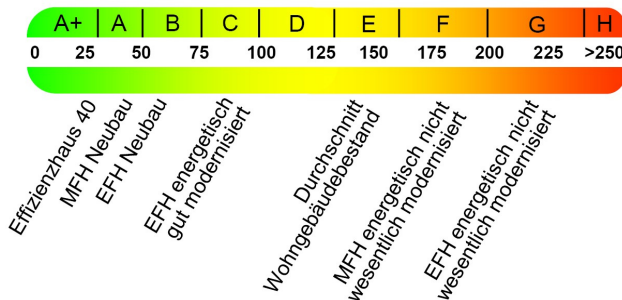 A+ A B C D E F G H
0 25 50 75 100 125 150 175 200 225 >250
Effizienzhaus 40
MFH Neubau
EFH Neubau
EFH energetisch
gut modernisiert
Durchschnitt
Wohngebäudebestand
MFH energetisch nicht
wesentlich modernisiert
EFH energetisch nicht
wesentlich modernisiert